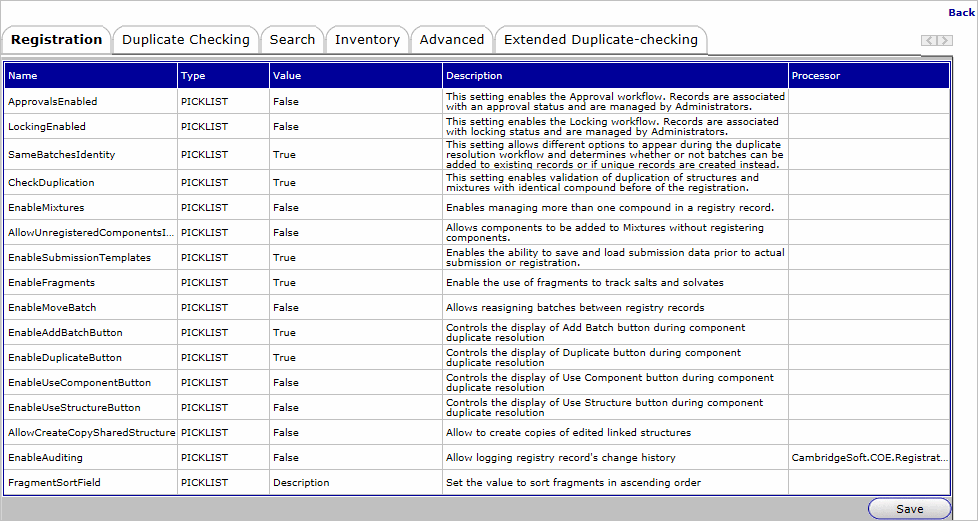 Back
Registration Duplicate Checking Search Inventory Advanced Extended Duplicate-checking
Name Type Value Description Processor
ApprovalsEnabled PICKLIST False This setting enables the Approval workflow. Records are associated
with an approval status and are managed by Administrators.
LockingEnabled PICKLIST False This setting enables the Locking workflow. Records are associated
with locking status and are managed by Administrators.
SameBatchesIdentity PICKLIST True This setting allows different options to appear during the duplicate
resolution workflow and determines whether or not batches can be
added to existing records or if unique records are created instead.
CheckDuplication PICKLIST True This setting enables validation of duplication of structures and
mixtures with identical compound before of the registration.
EnableMixtures PICKLIST False Enables managing more than one compound in a registry record.
AllowUnregisteredComponentsI... PICKLIST False Allows components to be added to Mixtures without registering
components.
EnableSubmissionTemplates PICKLIST True Enables the ability to save and load submission data prior to actual
submission or registration.
EnableFragments PICKLIST True Enable the use of fragments to track salts and solvates
EnableMoveBatch PICKLIST False Allows reasigning batches between registry records
EnableAddBatchButton PICKLIST True Controls the display of Add Batch button during component
duplicate resolution
EnableDuplicateButton PICKLIST True Controls the display of Duplicate button during component
duplicate resolution
EnableUseComponentButton PICKLIST False Controls the display of Use Component button during component
duplicate resolution
EnableUseStructureButton PICKLIST False Controls the display of Use Structure button during component
duplicate resolution
AllowCreateCopySharedStructure PICKLIST False Allow to create copies of edited linked structures
EnableAuditing PICKLIST False Allow logging registry record's change history CambridgeSoft.COE.Registrat...
FragmentSortField PICKLIST Description Set the value to sort fragments in ascending order
Save